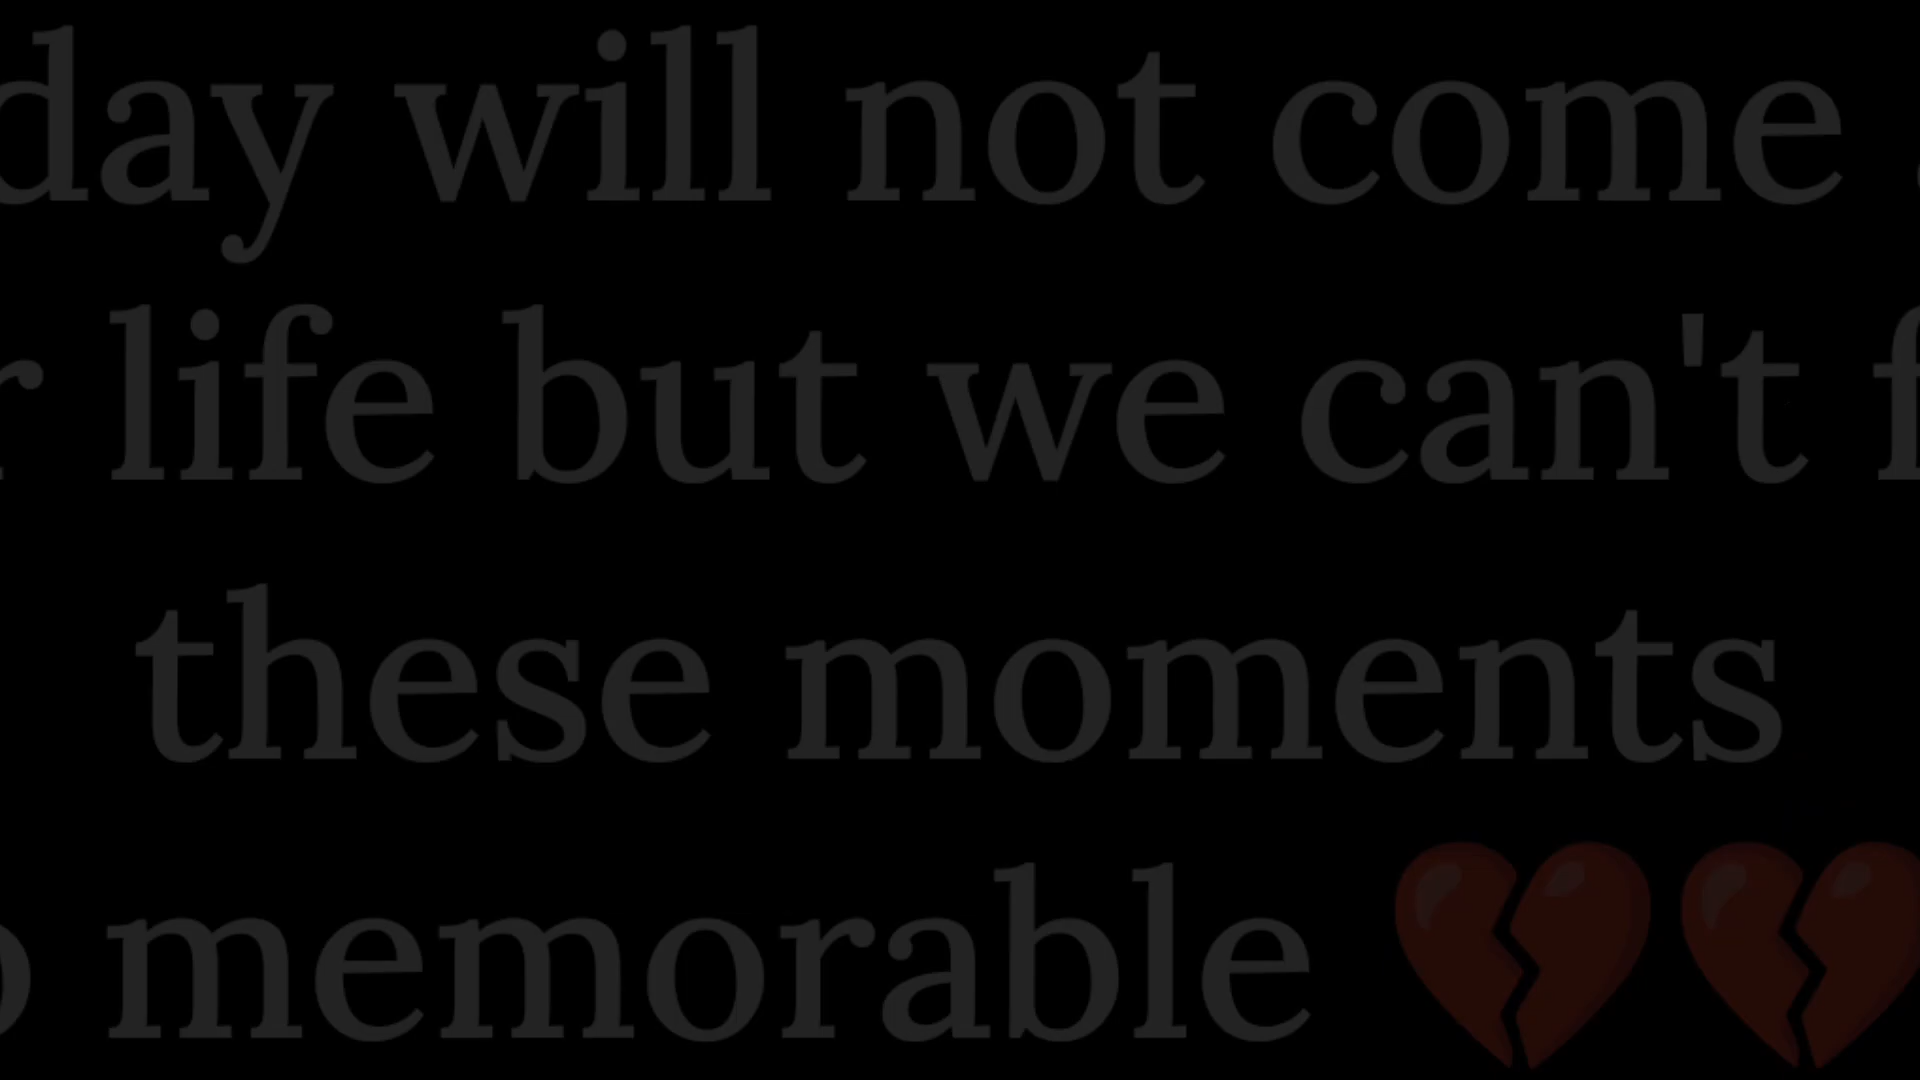 day will not come
life but we can't
these moments
memorable 💔💔